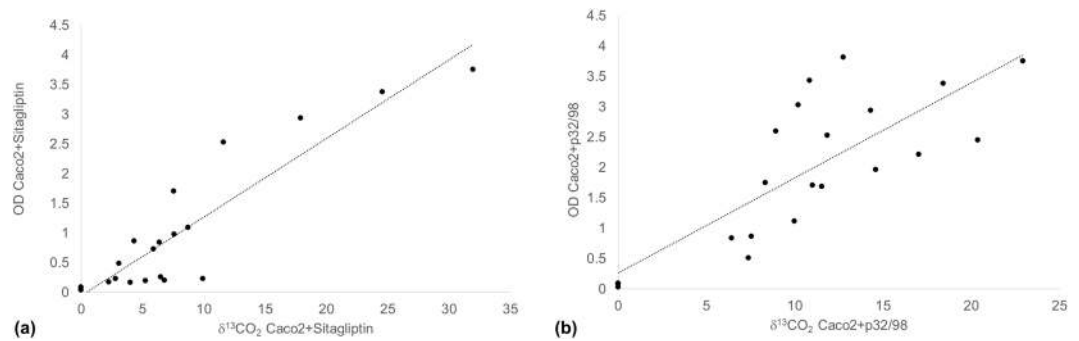 4.5
4
3.5
3
2.5
2
1.5
1
0.5
0
OD Caco2+Sitagliptin
0 5 10 15 20 25 30 35
(a)
δ¹³CO₂ Caco2+Sitagliptin
4.5
4
3.5
3
2.5
2
1.5
1
0.5
0
OD Caco2+p32/98
0 5 10 15 20 25
(b)
δ¹³CO₂ Caco2+p32/98